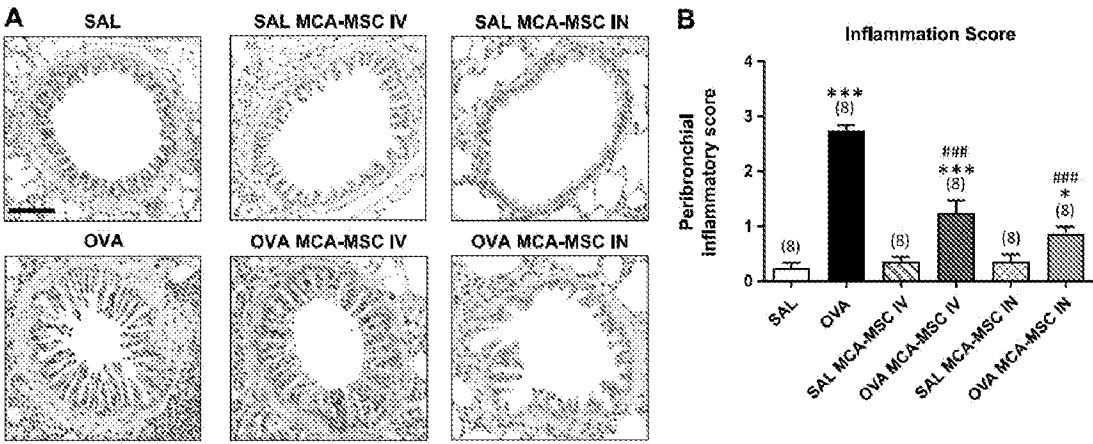 A
SAL
SAL MCA-MSC IV
SAL MCA-MSC IN
OVA
OVA MCA-MSC IV
OVA MCA-MSC IN
B
Inflammation Score
Peribronchial
inflammatory score
4
3
2
1
0
(8)
***
(8)
(8)
###
***
(8)
(8)
###
*
(8)
SAL
OVA
SAL MCA-MSC IV
OVA MCA-MSC IV
SAL MCA-MSC IN
OVA MCA-MSC IN